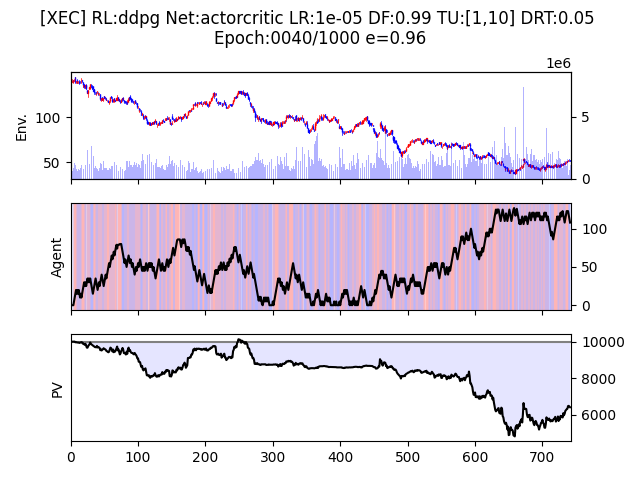 [XEC] RL:ddpg Net:actorcritic LR:1e-05 DF:0.99 TU:[1,10] DRT:0.05
Epoch:0040/1000 e=0.96
1e6
Env.
100
50
5
0
Agent
100
50
0
PV
10000
8000
6000
0 100 200 300 400 500 600 700